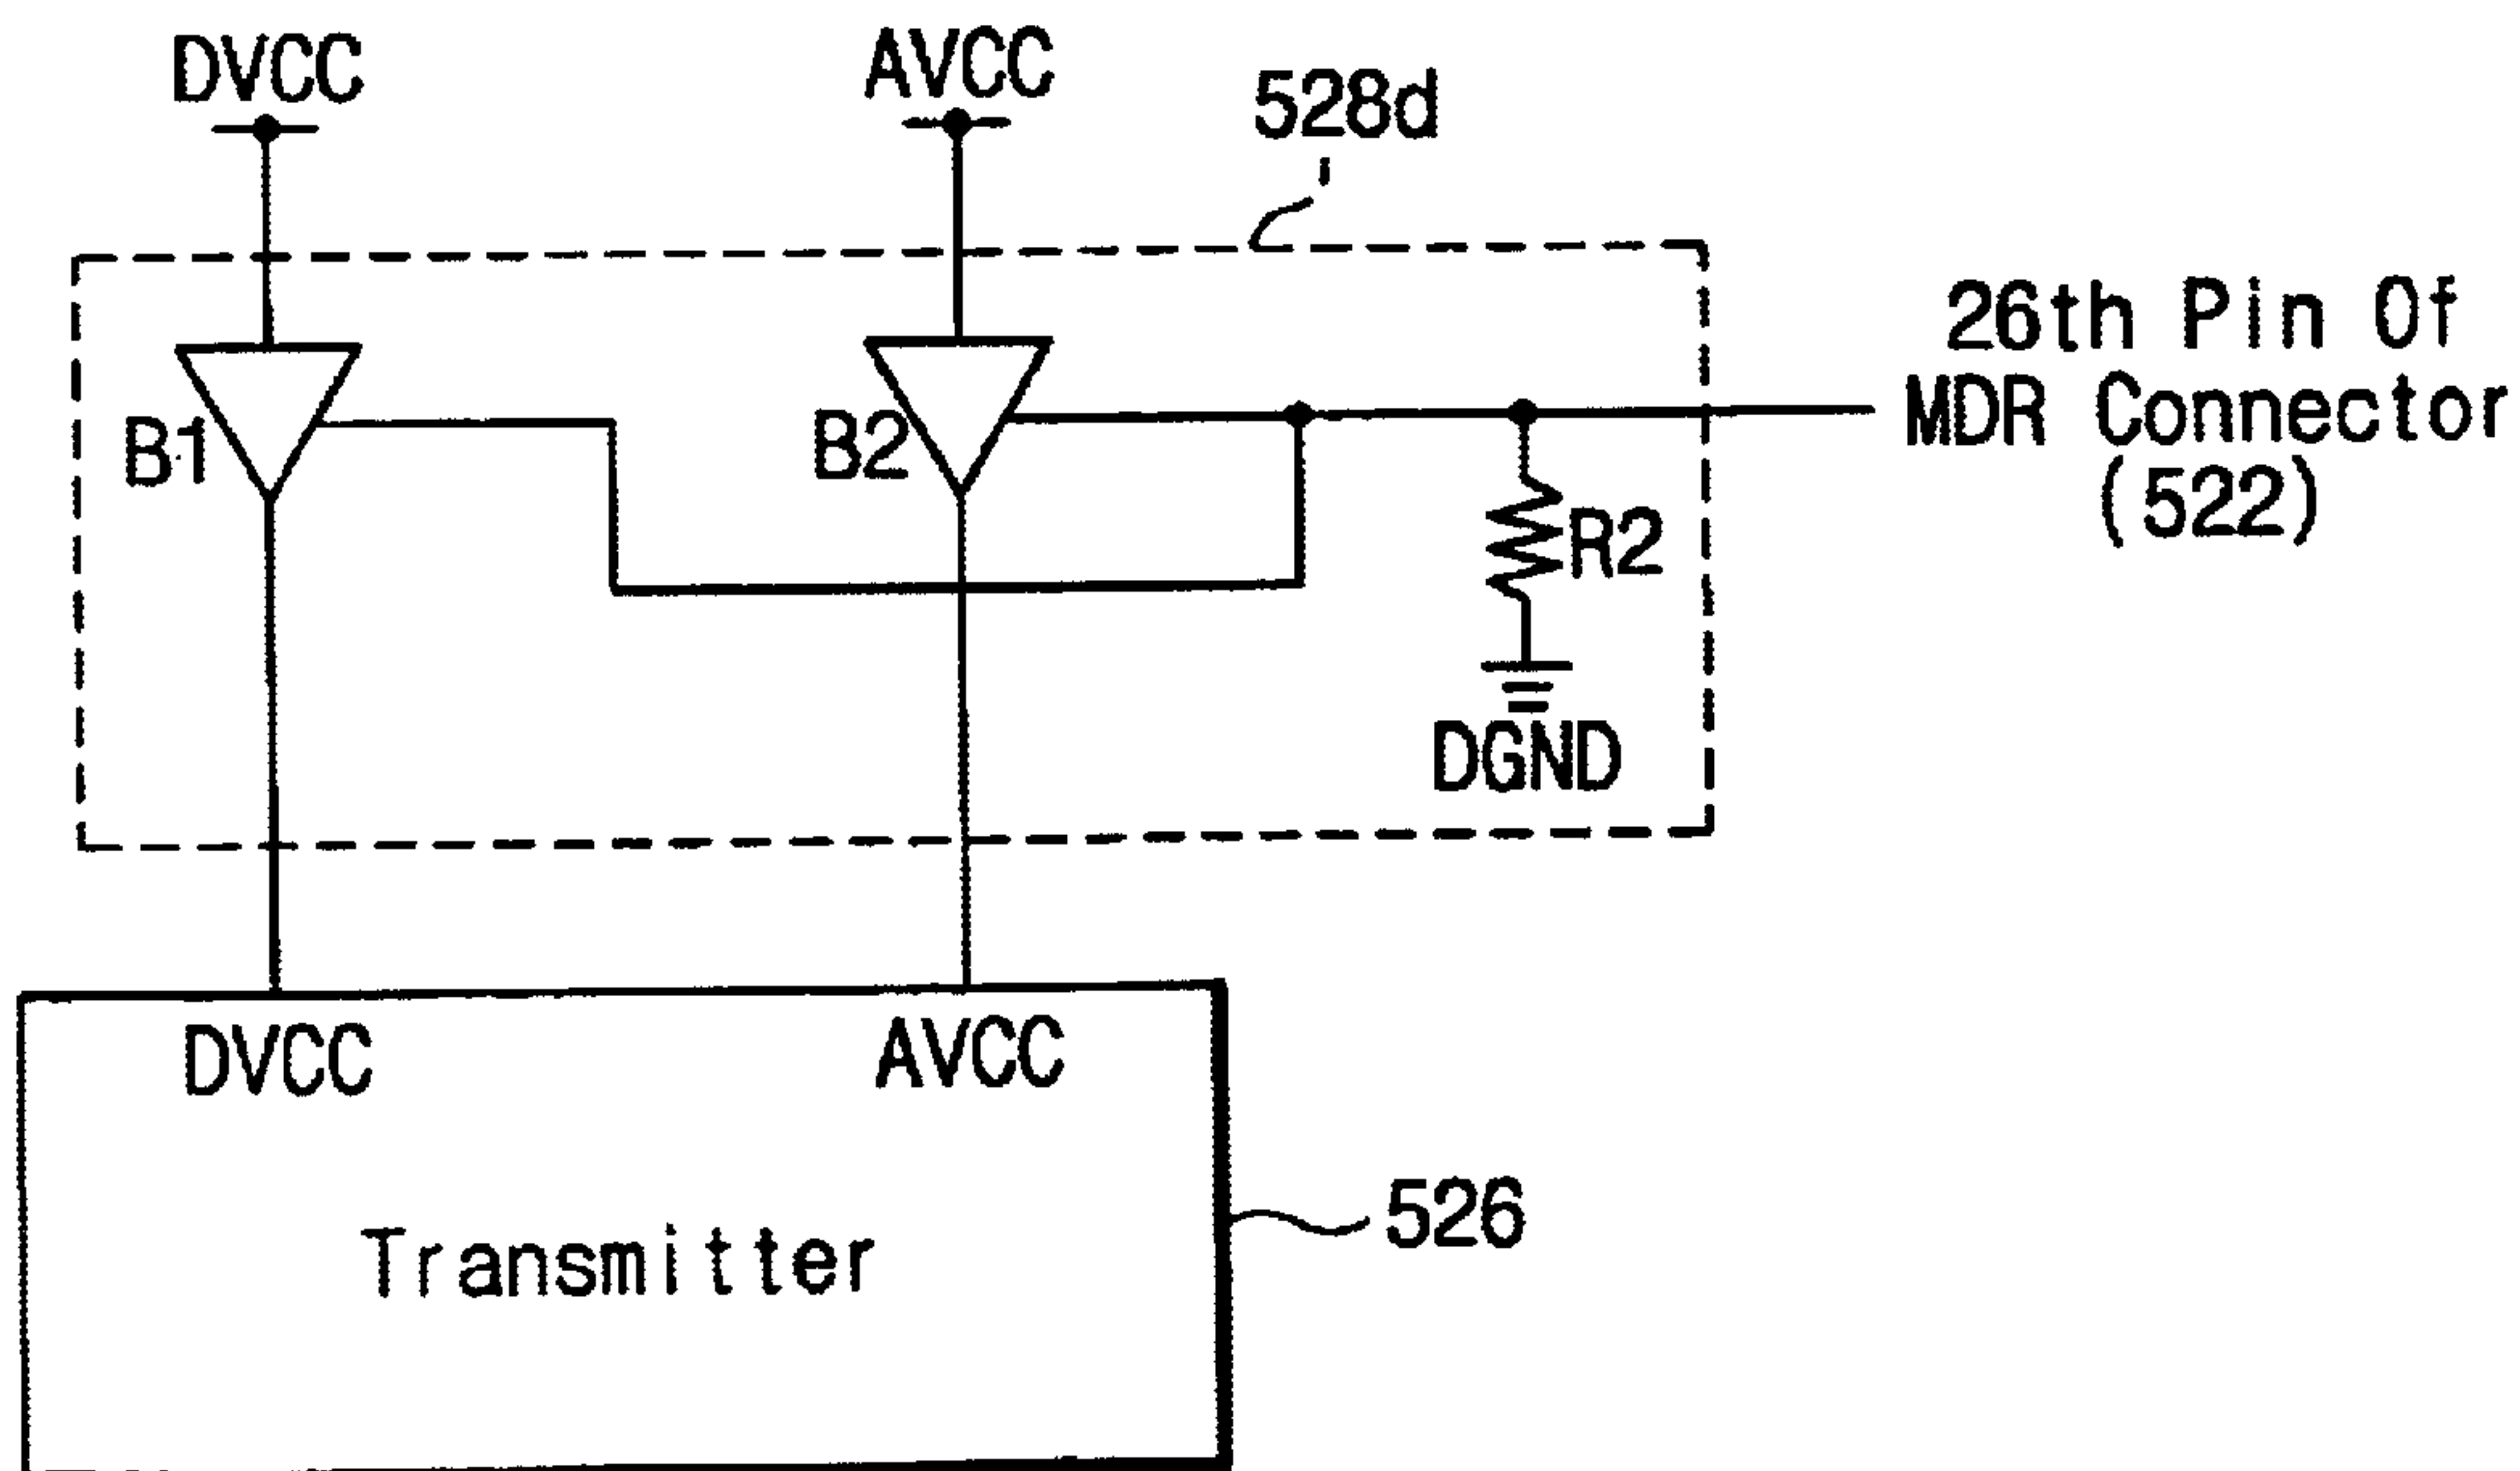 DVCC
AVCC
528d
26th Pin Of
MDR Connector
(522)
B1
B2
R2
DGND
DVCC
AVCC
Transmitter
526